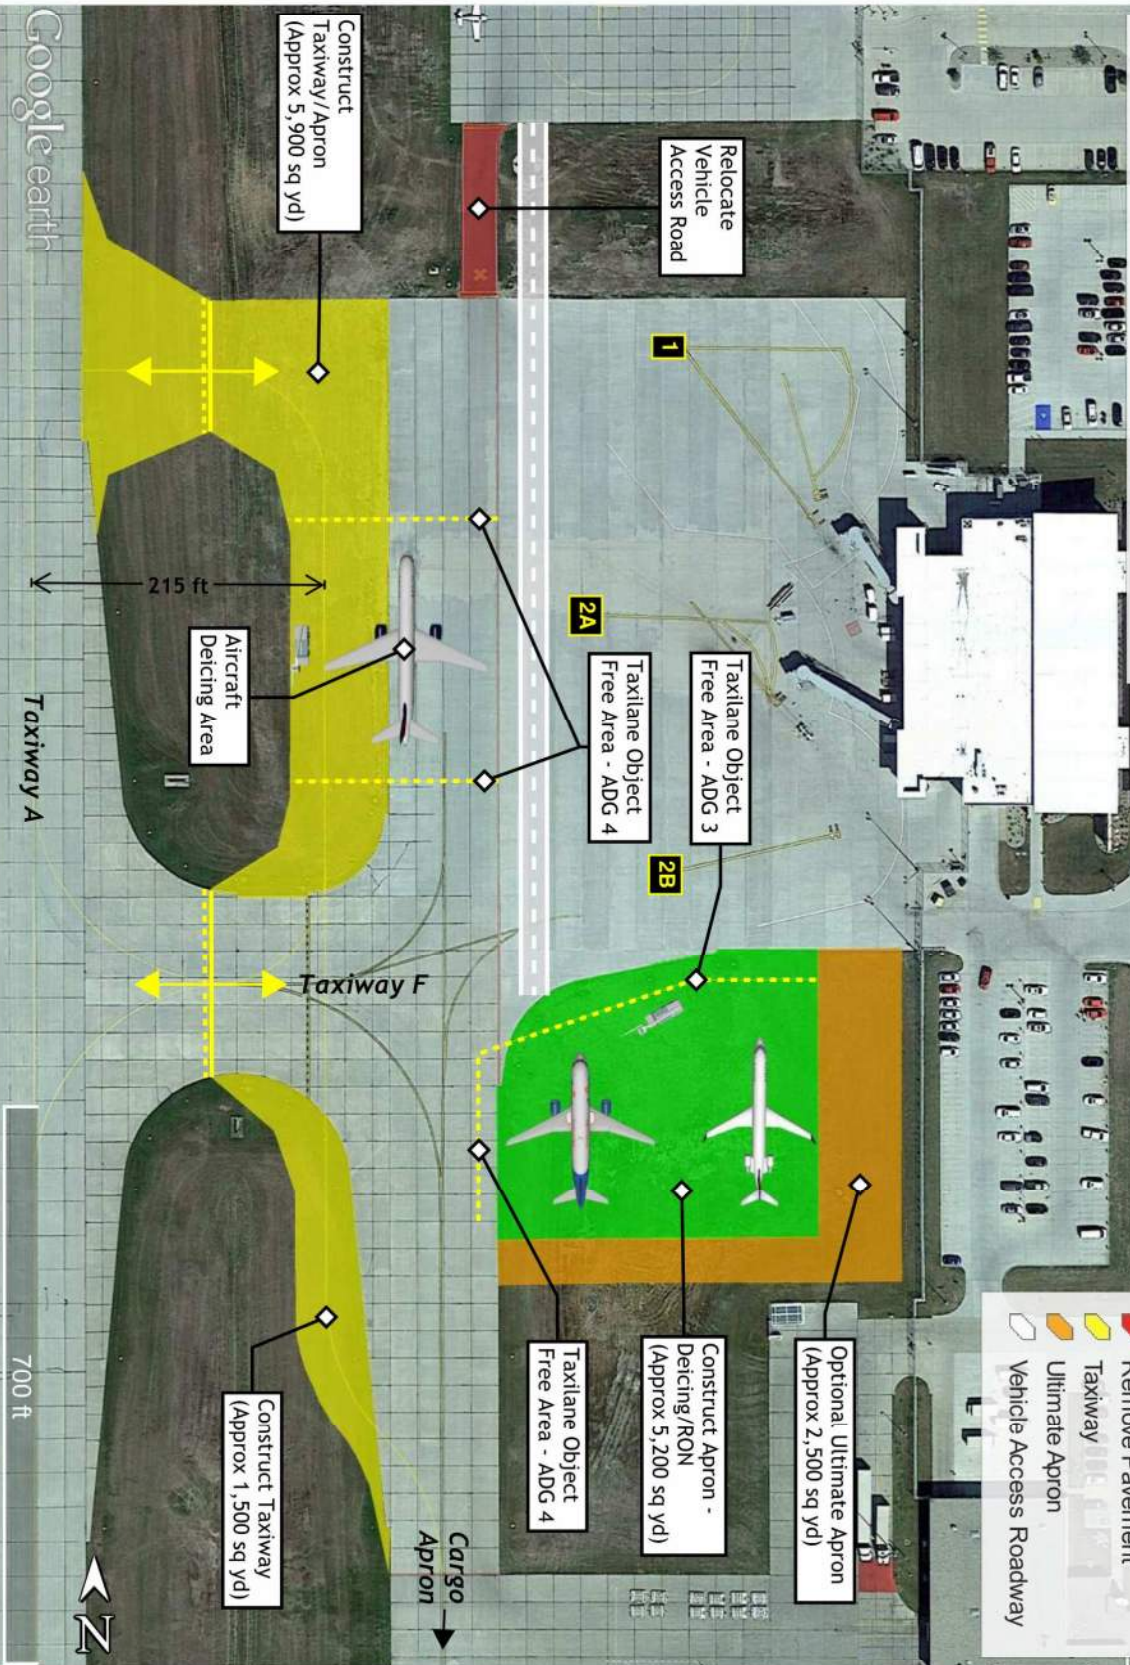 Remove Pavement
Taxiway
Ultimate Apron
Vehicle Access Roadway
Relocate
Vehicle
Access Road
Construct
Taxiway/Apron
(Approx 5,900 sq yd)
Google earth
1
2A
2B
Taxilane Object
Free Area - ADG 3
Taxilane Object
Free Area - ADG 4
215 ft
Aircraft
Deicing Area
Taxiway A
Taxiway F
Optional Ultimate Apron
(Approx 2,500 sq yd)
Construct Apron -
Deicing/RON
(Approx 5,200 sq yd)
Taxilane Object
Free Area - ADG 4
Construct Taxiway
(Approx 1,500 sq yd)
Cargo
Apron
700 ft
N